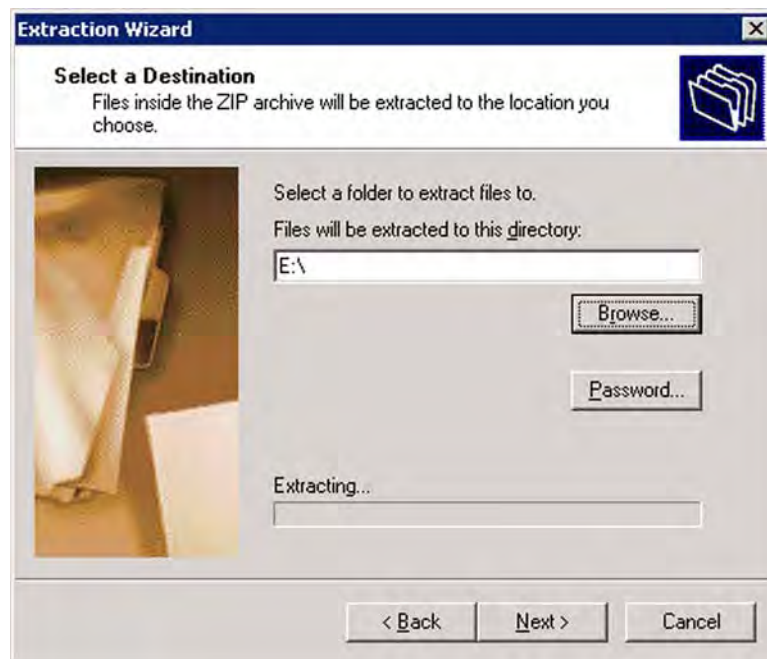 Extraction Wizard
Select a Destination
Files inside the ZIP archive will be extracted to the location you
choose.
Select a folder to extract files to.
Files will be extracted to this directory:
E:\
Browse...
Password...
Extracting...
< Back
Next >
Cancel